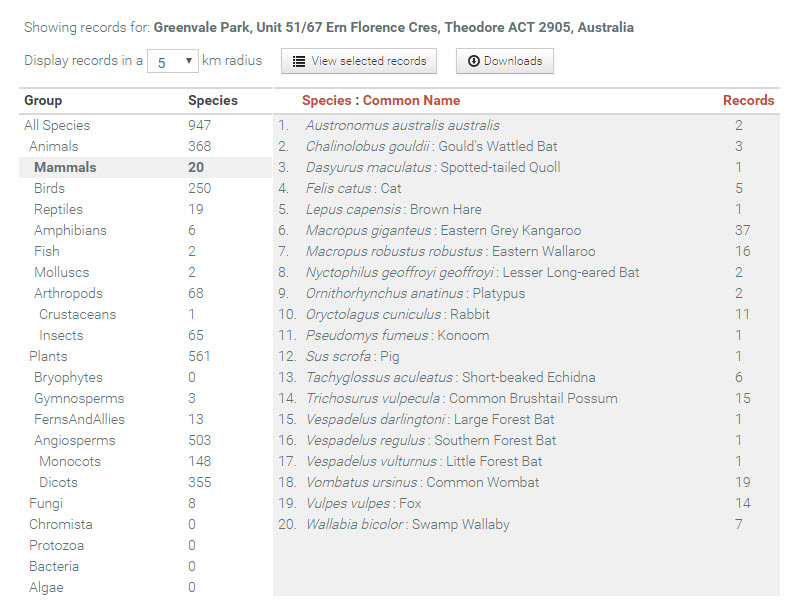 Showing records for: Greenvale Park, Unit 51/67 Ern Florence Cres, Theodore ACT 2905, Australia
Display records in a 5 km radius View selected records Downloads
Group Species Species : Common Name Records
All Species 947 1. Austronomus australis australis 2
Animals 368 2. Chalinolobus gouldii : Gould's Wattled Bat 3
Mammals 20 3. Dasyurus maculatus : Spotted-tailed Quoll 1
Birds 250 4. Felis catus : Cat 5
Reptiles 19 5. Lepus capensis : Brown Hare 1
Amphibians 6 6. Macropus giganteus : Eastern Grey Kangaroo 37
Fish 2 7. Macropus robustus robustus : Eastern Wallaroo 16
Molluscs 2 8. Nyctophilus geoffroyi geoffroyi : Lesser Long-eared Bat 2
Arthropods 68 9. Ornithorhynchus anatinus : Platypus 2
Crustaceans 1 10. Oryctolagus cuniculus : Rabbit 11
Insects 65 11. Pseudomys fumeus : Konoom 1
Plants 561 12. Sus scrofa : Pig 1
Bryophytes 0 13. Tachyglossus aculeatus : Short-beaked Echidna 6
Gymnosperms 3 14. Trichosurus vulpecula : Common Brushtail Possum 15
FernsAndAllies 13 15. Vespadelus darlingtoni : Large Forest Bat 1
Angiosperms 503 16. Vespadelus regulus : Southern Forest Bat 1
Monocots 148 17. Vespadelus vulturnus : Little Forest Bat 1
Dicots 355 18. Vombatus ursinus : Common Wombat 19
Fungi 8 19. Vulpes vulpes : Fox 14
Chromista 0 20. Wallabia bicolor : Swamp Wallaby 7
Protozoa 0
Bacteria 0
Algae 0